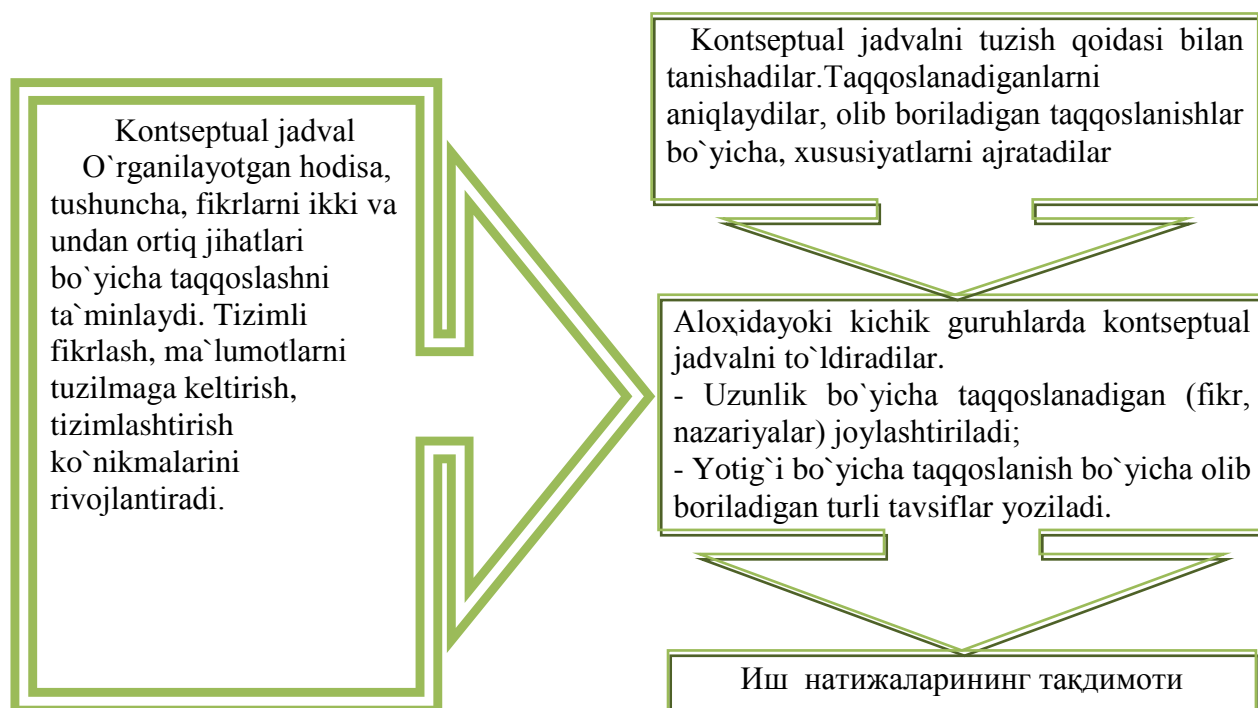 Kontseptual jadval
O`rganilayotgan hodisa,
tushuncha, fikrlarni ikki va
undan ortiq jihatlari
bo`yicha taqqoslashni
ta`minlaydi. Tizimli
fikrlash, ma`lumotlarni
tuzilmaga keltirish,
tizimlashtirish
ko`nikmalarini
rivojlantiradi.
Kontseptual jadvalni tuzish qoidasi bilan
tanishadilar.Taqqoslanadiganlarni
aniqlaydilar, olib boriladigan taqqoslanishlar
bo`yicha, xususiyatlarni ajratadilar
Aloҳidayoki kichik guruhlarda kontseptual
jadvalni to`ldiradilar.
- Uzunlik bo`yicha taqqoslanadigan (fikr,
nazariyalar) joylashtiriladi;
- Yotig`i bo`yicha taqqoslanish bo`yicha olib
boriladigan turli tavsiflar yoziladi.
Иш натижаларининг тақдимоти